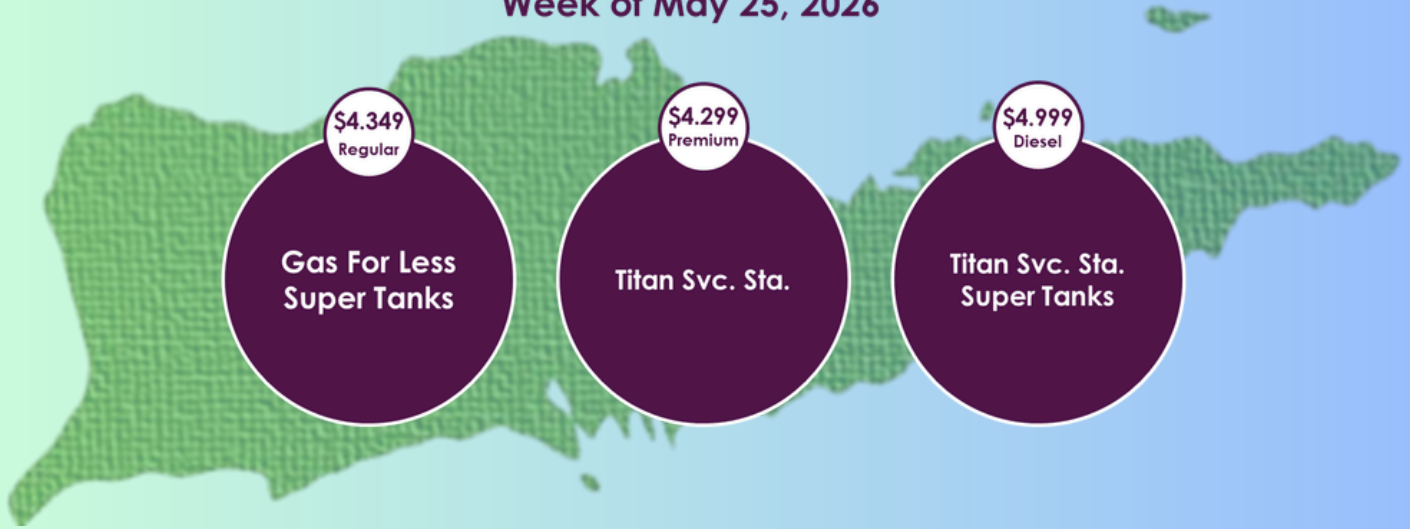 Week of May 25, 2026
$4.349
Regular
Gas For Less
Super Tanks
$4.299
Premium
Titan Svc. Sta.
$4.999
Diesel
Titan Svc. Sta.
Super Tanks